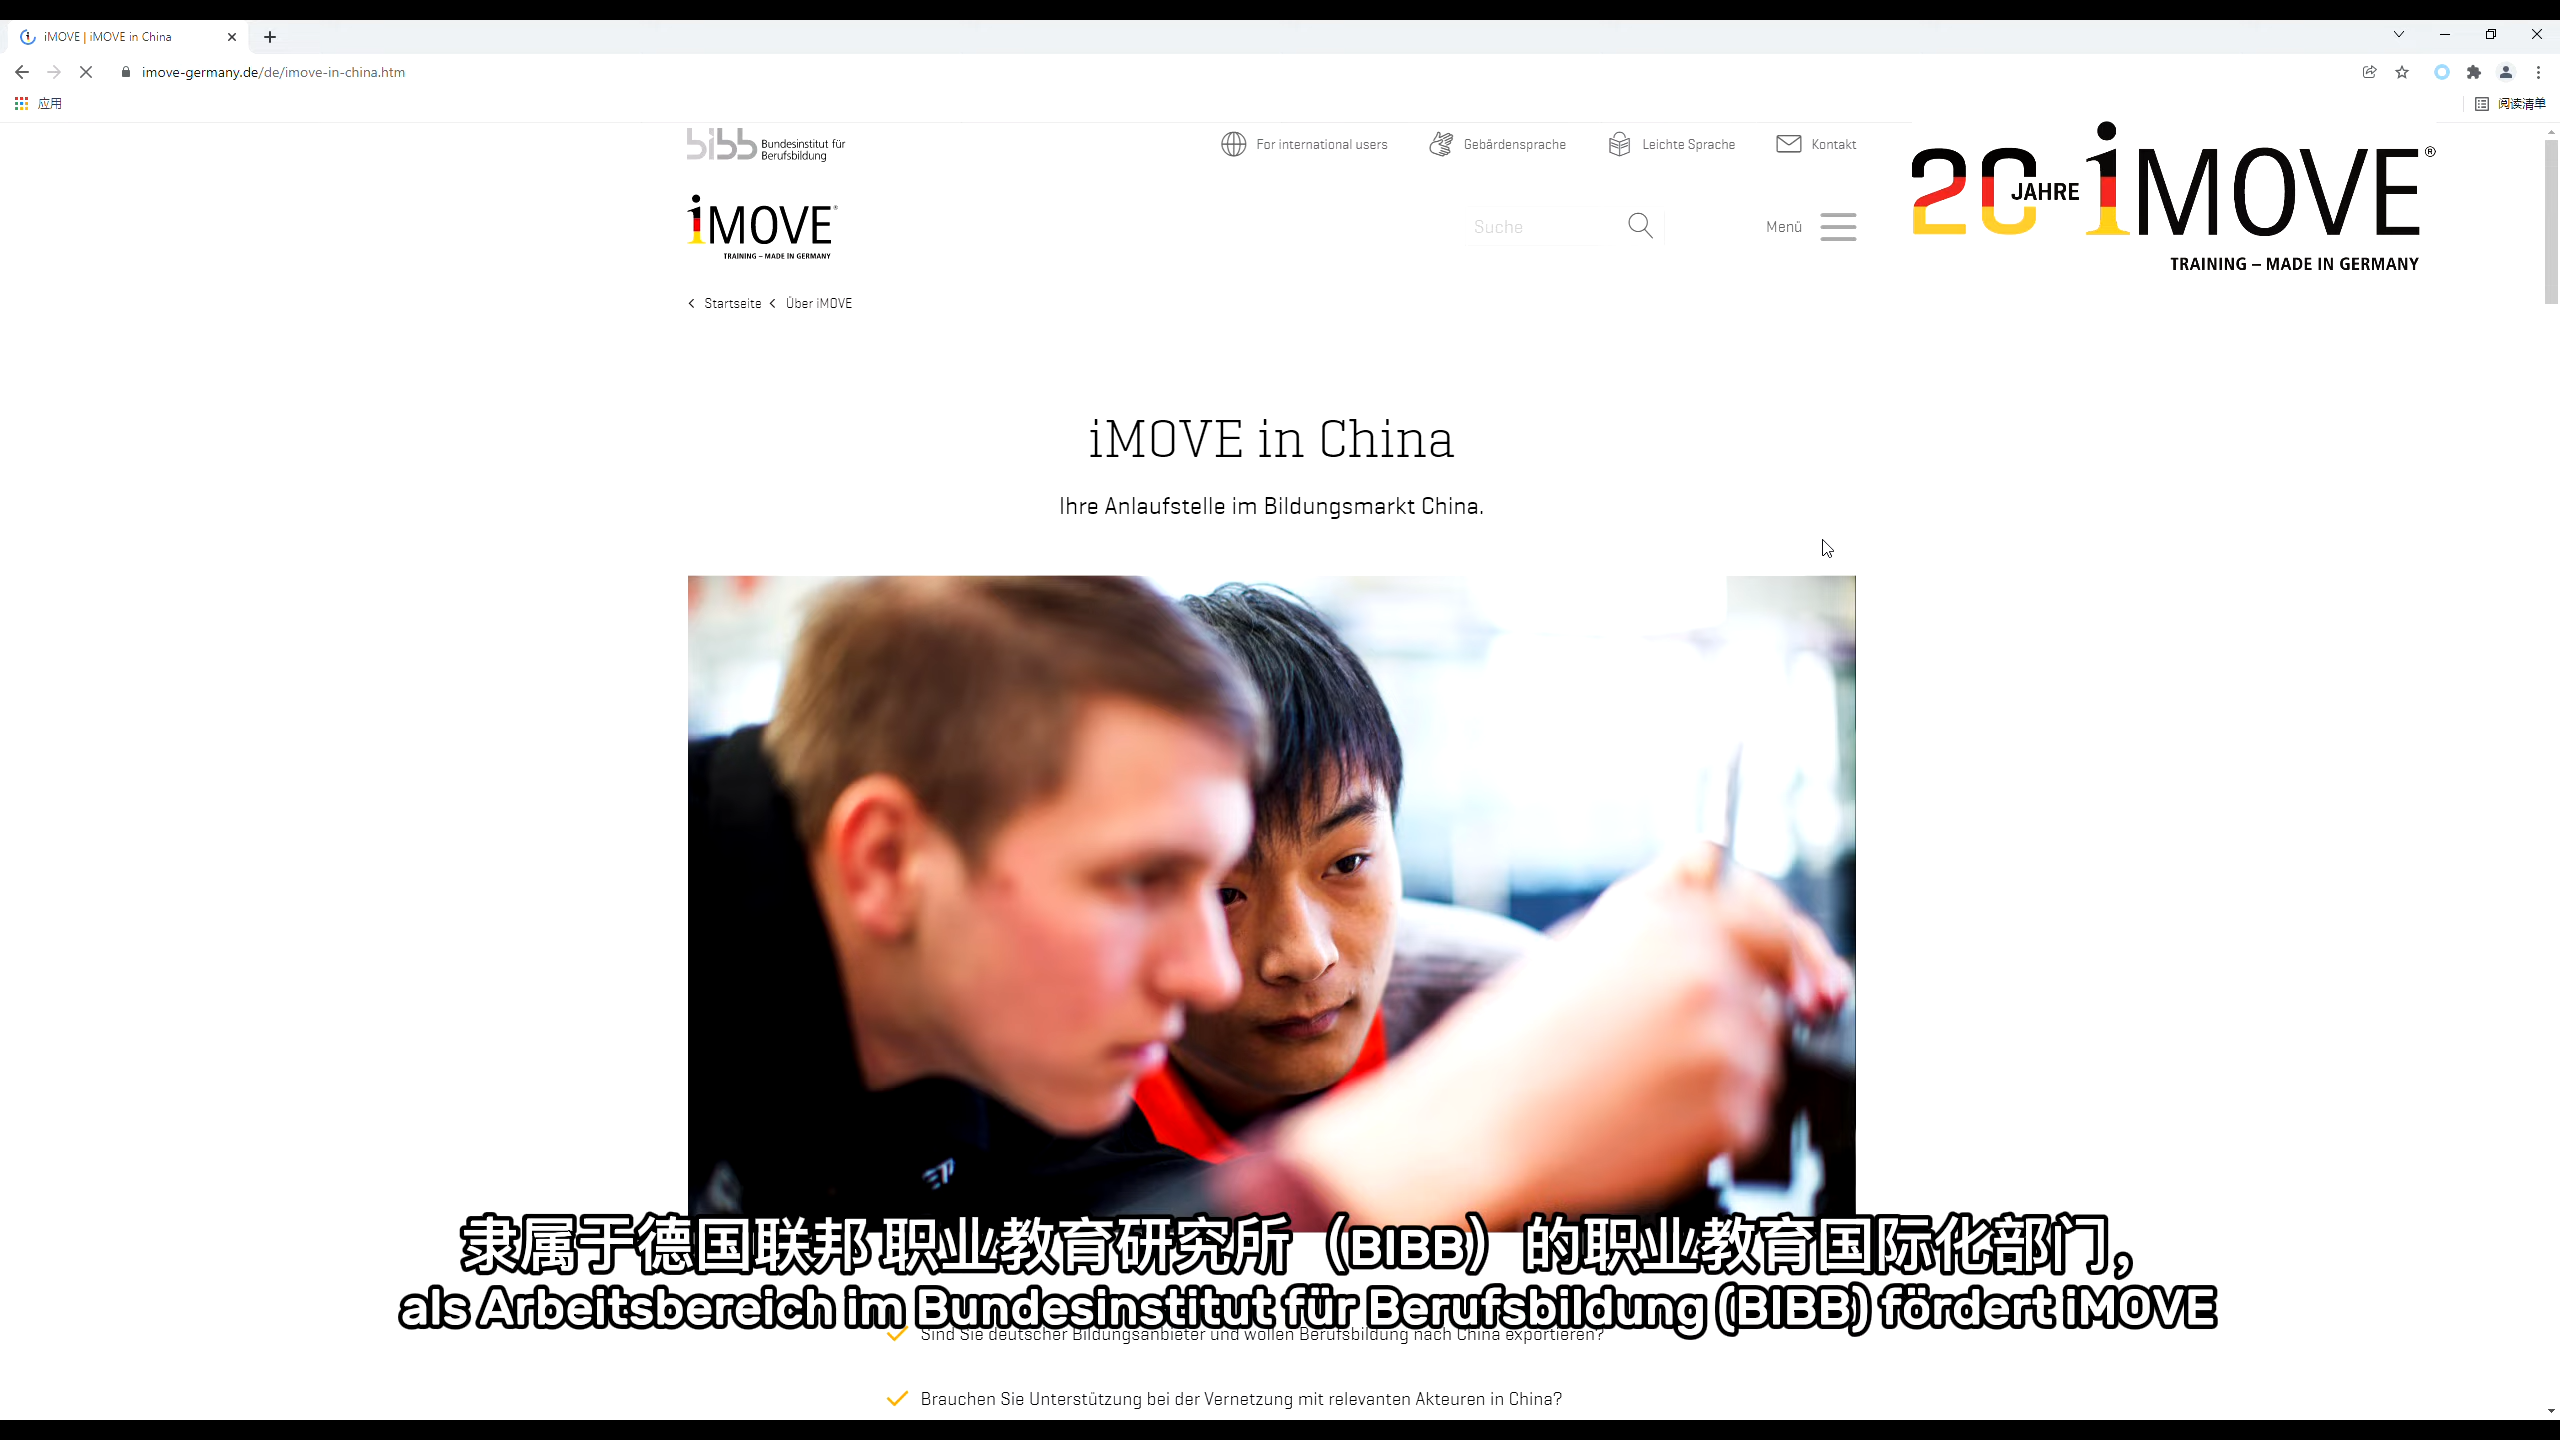 iMOVE | iMOVE in China
imove-germany.de/de/imove-in-china.htm
应用
阅读清单
bibb Bundesinstitut für
Berufsbildung
For international users
Gebärdensprache
Leichte Sprache
Kontakt
20 JAHRE iMOVE®
TRAINING – MADE IN GERMANY
iMOVE®
TRAINING – MADE IN GERMANY
Suche
Menü
Startseite
Über iMOVE
iMOVE in China
Ihre Anlaufstelle im Bildungsmarkt China.
隶属于德国联邦 职业教育研究所（BIBB）的职业教育国际化部门，
als Arbeitsbereich im Bundesinstitut für Berufsbildung (BIBB) fördert iMOVE
Sind Sie deutscher Bildungsanbieter und wollen Berufsbildung nach China exportieren?
Brauchen Sie Unterstützung bei der Vernetzung mit relevanten Akteuren in China?